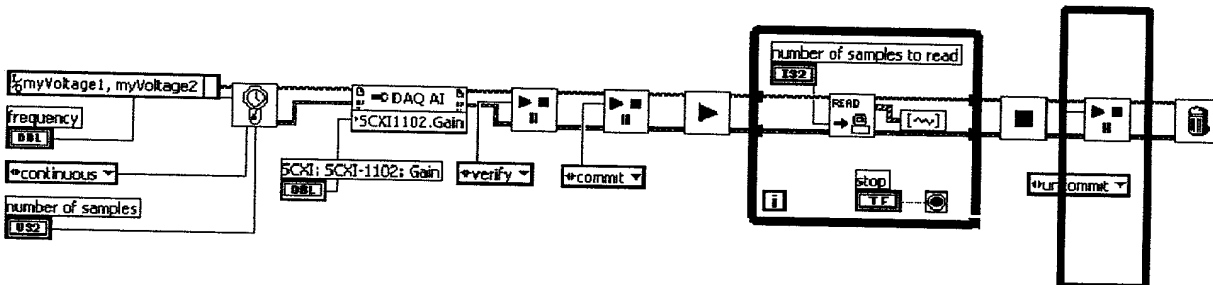 number of samples to read
I32
myVoltage1, myVoltage2
DAQ AI
READ
frequency
DBL
SCXI1102.Gain
continuous
SCXI: SCXI-1102: Gain
DBL
verify
commit
stop
TF
i
uncommit
number of samples
U32